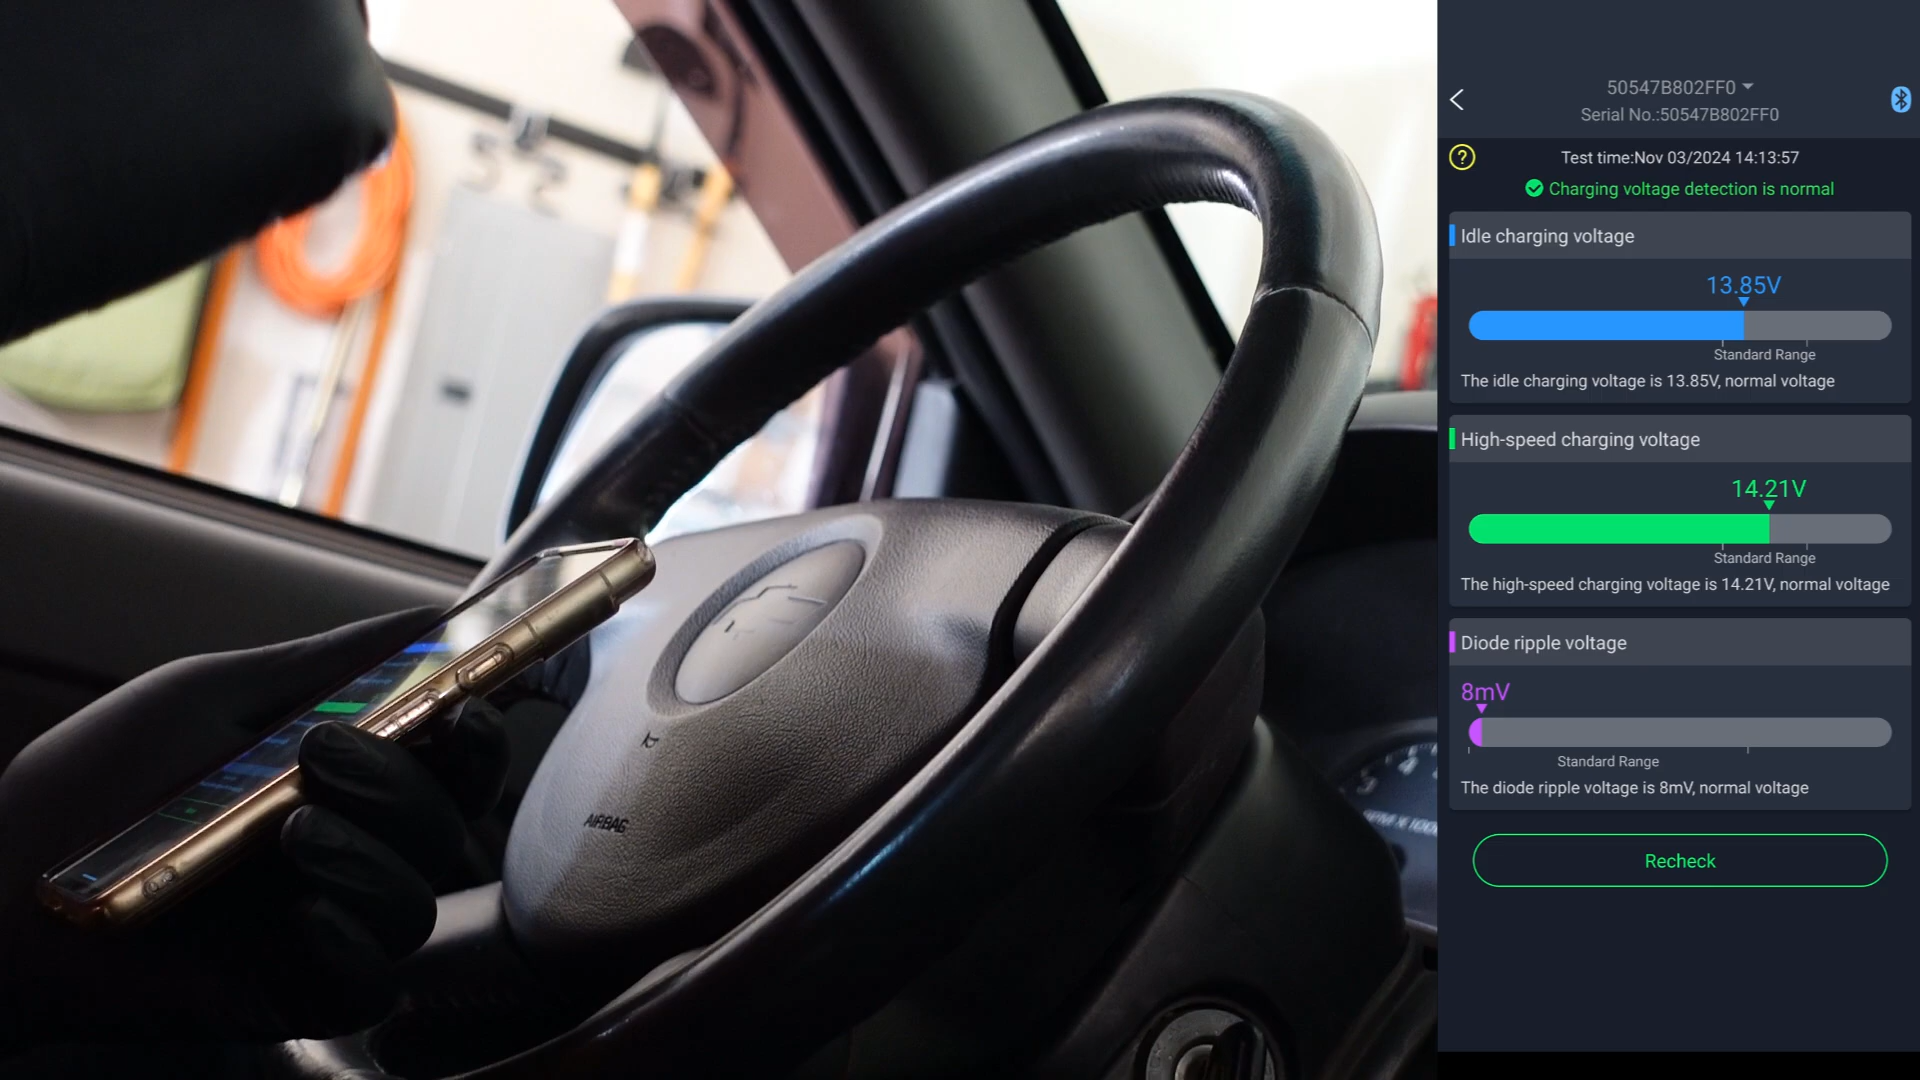 50547B802FF0
Serial No.:50547B802FF0
Test time:Nov 03/2024 14:13:57
Charging voltage detection is normal
Idle charging voltage
13.85V
Standard Range
The idle charging voltage is 13.85V, normal voltage
High-speed charging voltage
14.21V
Standard Range
The high-speed charging voltage is 14.21V, normal voltage
Diode ripple voltage
8mV
Standard Range
The diode ripple voltage is 8mV, normal voltage
Recheck
AIRBAG
5 4